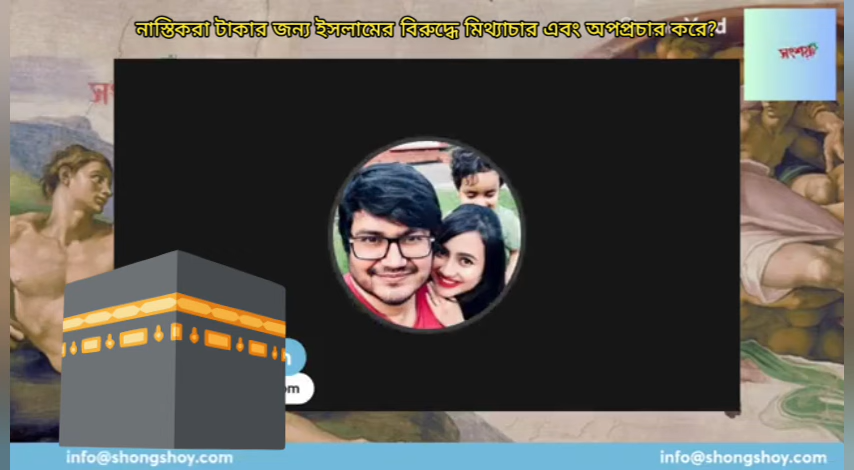 নাস্তিকরা টাকার জন্য ইসলামের বিরুদ্ধে মিথ্যাচার এবং অপপ্রচার করে?
সংশয়
info@shongshoy.com
info@shongshoy.com